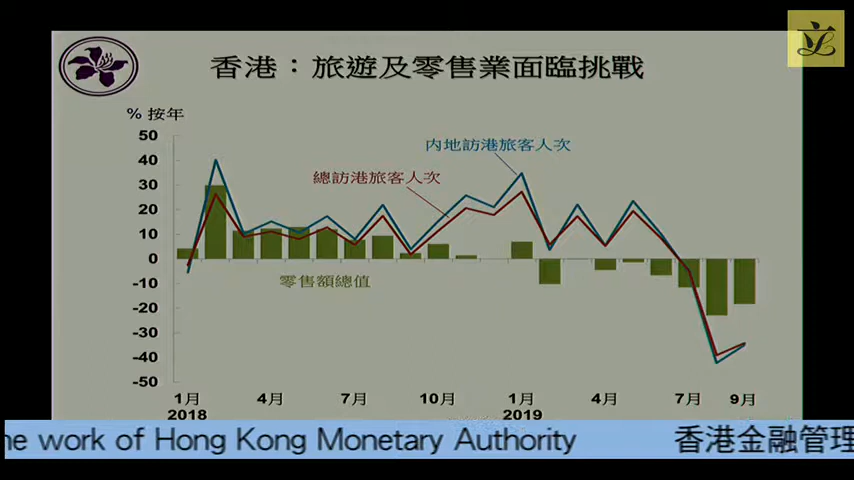 立
香港：旅遊及零售業面臨挑戰
% 按年
內地訪港旅客人次
總訪港旅客人次
零售額總值
50
40
30
20
10
0
-10
-20
-30
-40
-50
1月 4月 7月 10月 1月 4月 7月 9月
2018 2019
he work of Hong Kong Monetary Authority 香港金融管理